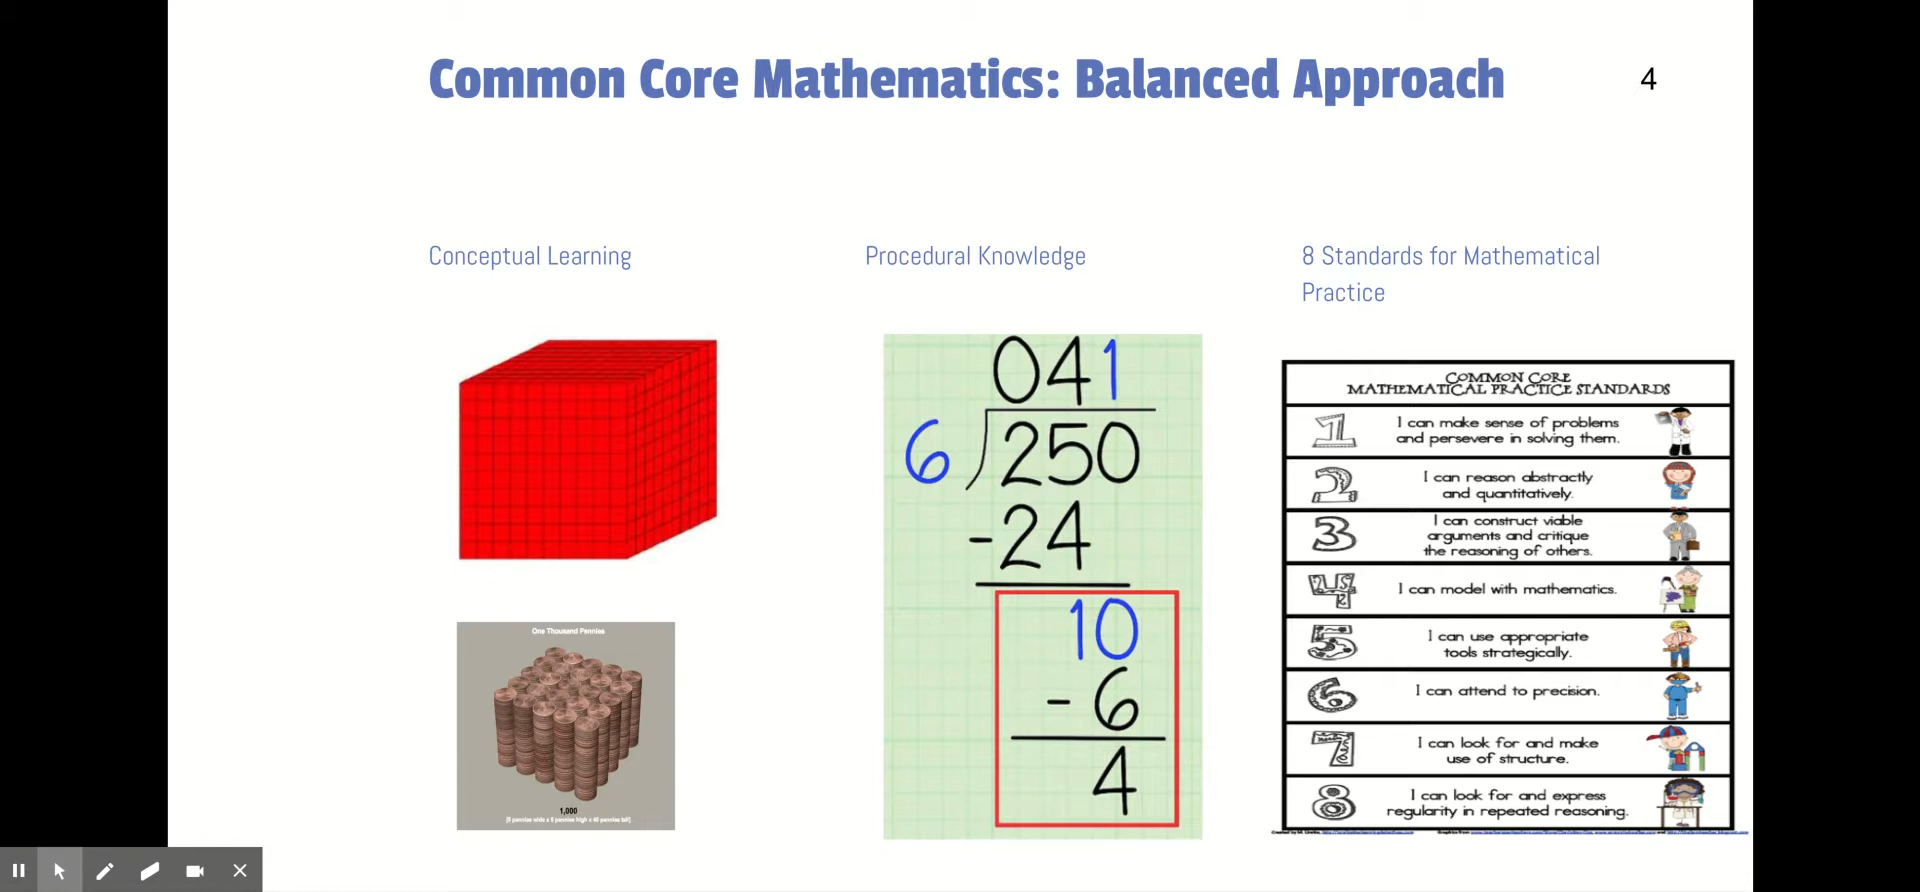 Common Core Mathematics: Balanced Approach
4
Conceptual Learning
One Thousand Pennies
1,000
Procedural Knowledge
041
6 250
-24
10
- 6
4
8 Standards for Mathematical
Practice
COMMON CORE
MATHEMATICAL PRACTICE STANDARDS
1
I can make sense of problems
and persevere in solving them.
2
I can reason abstractly
and quantitatively.
3
I can construct viable
arguments and critique
the reasoning of others.
4
I can model with mathematics.
5
I can use appropriate
tools strategically.
6
I can attend to precision.
7
I can look for and make
use of structure.
8
I can look for and express
regularity in repeated reasoning.